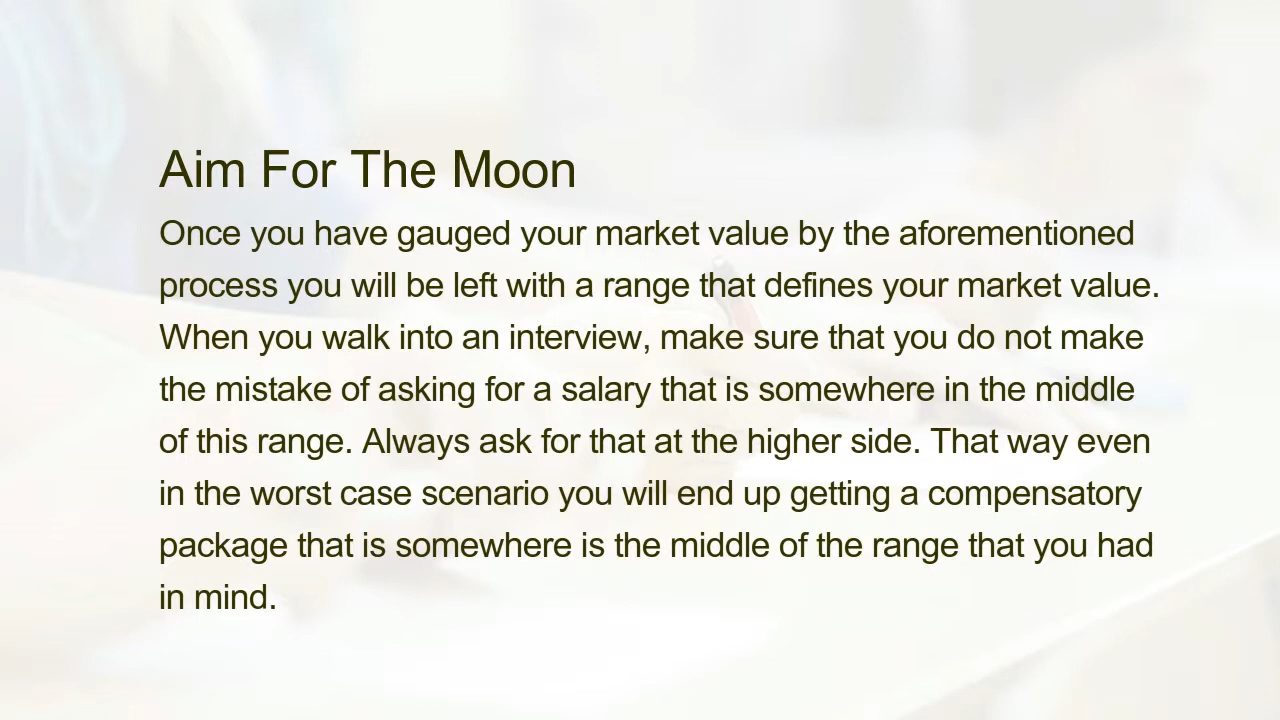 Aim For The Moon
Once you have gauged your market value by the aforementioned
process you will be left with a range that defines your market value.
When you walk into an interview, make sure that you do not make
the mistake of asking for a salary that is somewhere in the middle
of this range. Always ask for that at the higher side. That way even
in the worst case scenario you will end up getting a compensatory
package that is somewhere is the middle of the range that you had
in mind.